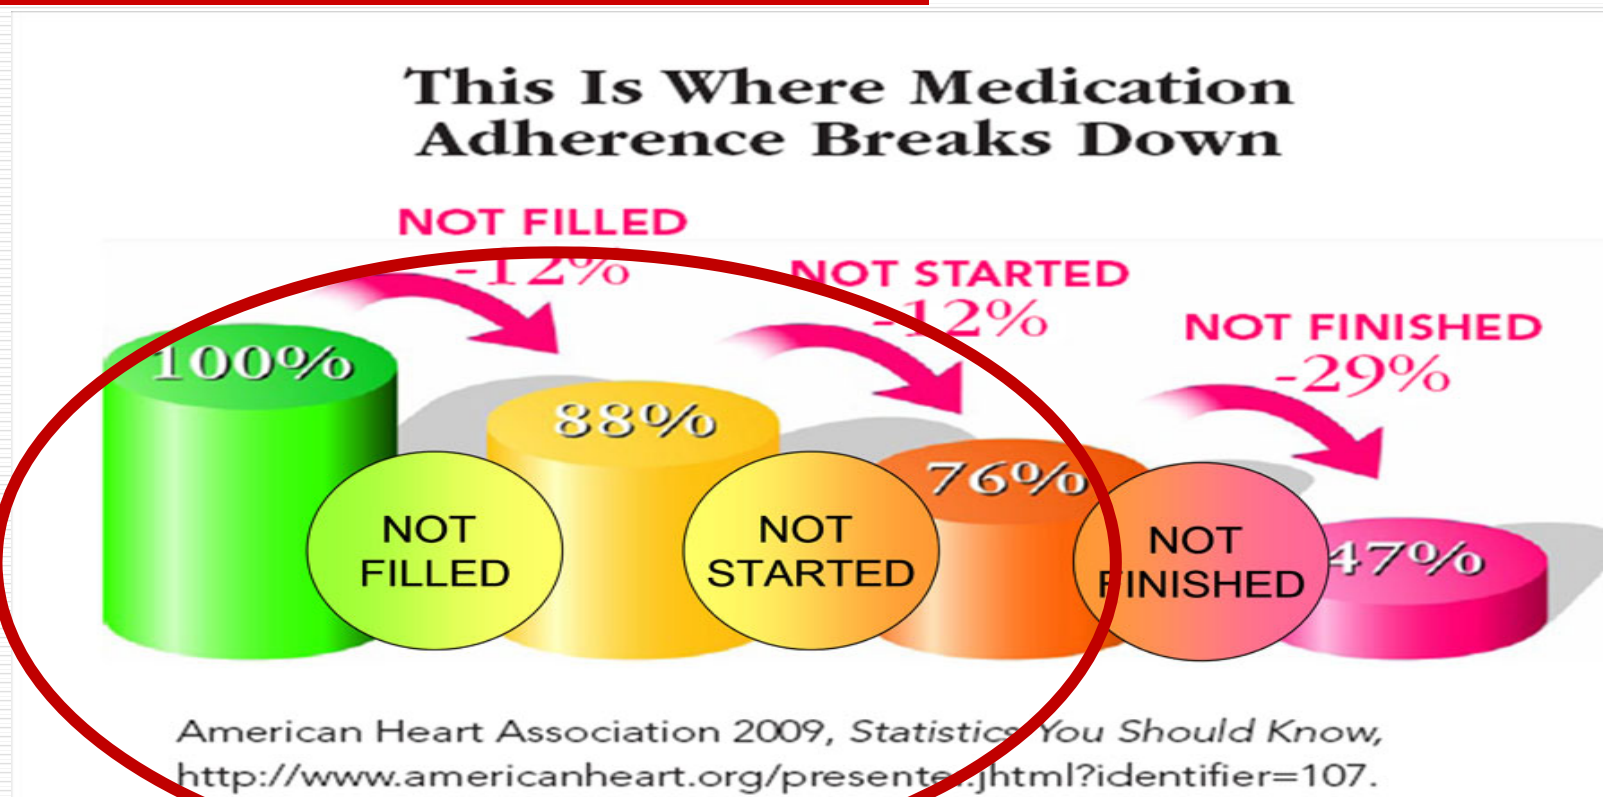 This Is Where Medication
Adherence Breaks Down
NOT FILLED
-12%
NOT STARTED
-12%
NOT FINISHED
-29%
100%
88%
76%
47%
NOT
FILLED
NOT
STARTED
NOT
FINISHED
American Heart Association 2009, Statistics You Should Know,
http://www.americanheart.org/presenter.jhtml?identifier=107.